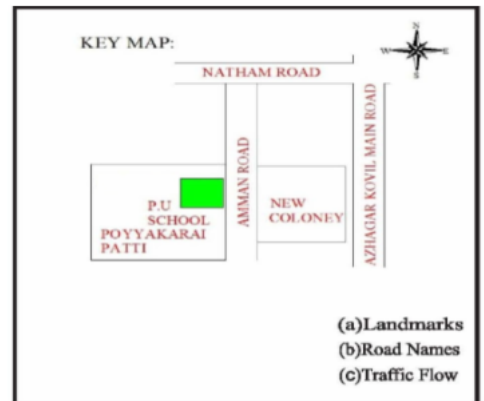 KEY MAP:
N
W E
S
NATHAM ROAD
AMMAN ROAD
AZHAGAR KOVIL MAIN ROAD
P.U
SCHOOL
POYYAKARAI
PATTI
NEW
COLONEY
(a)Landmarks
(b)Road Names
(c)Traffic Flow